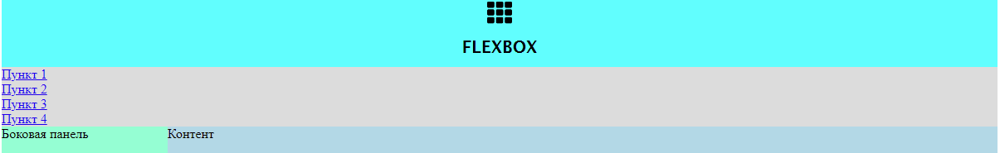 FLEXBOX
Пункт 1
Пункт 2
Пункт 3
Пункт 4
Боковая панель
Контент